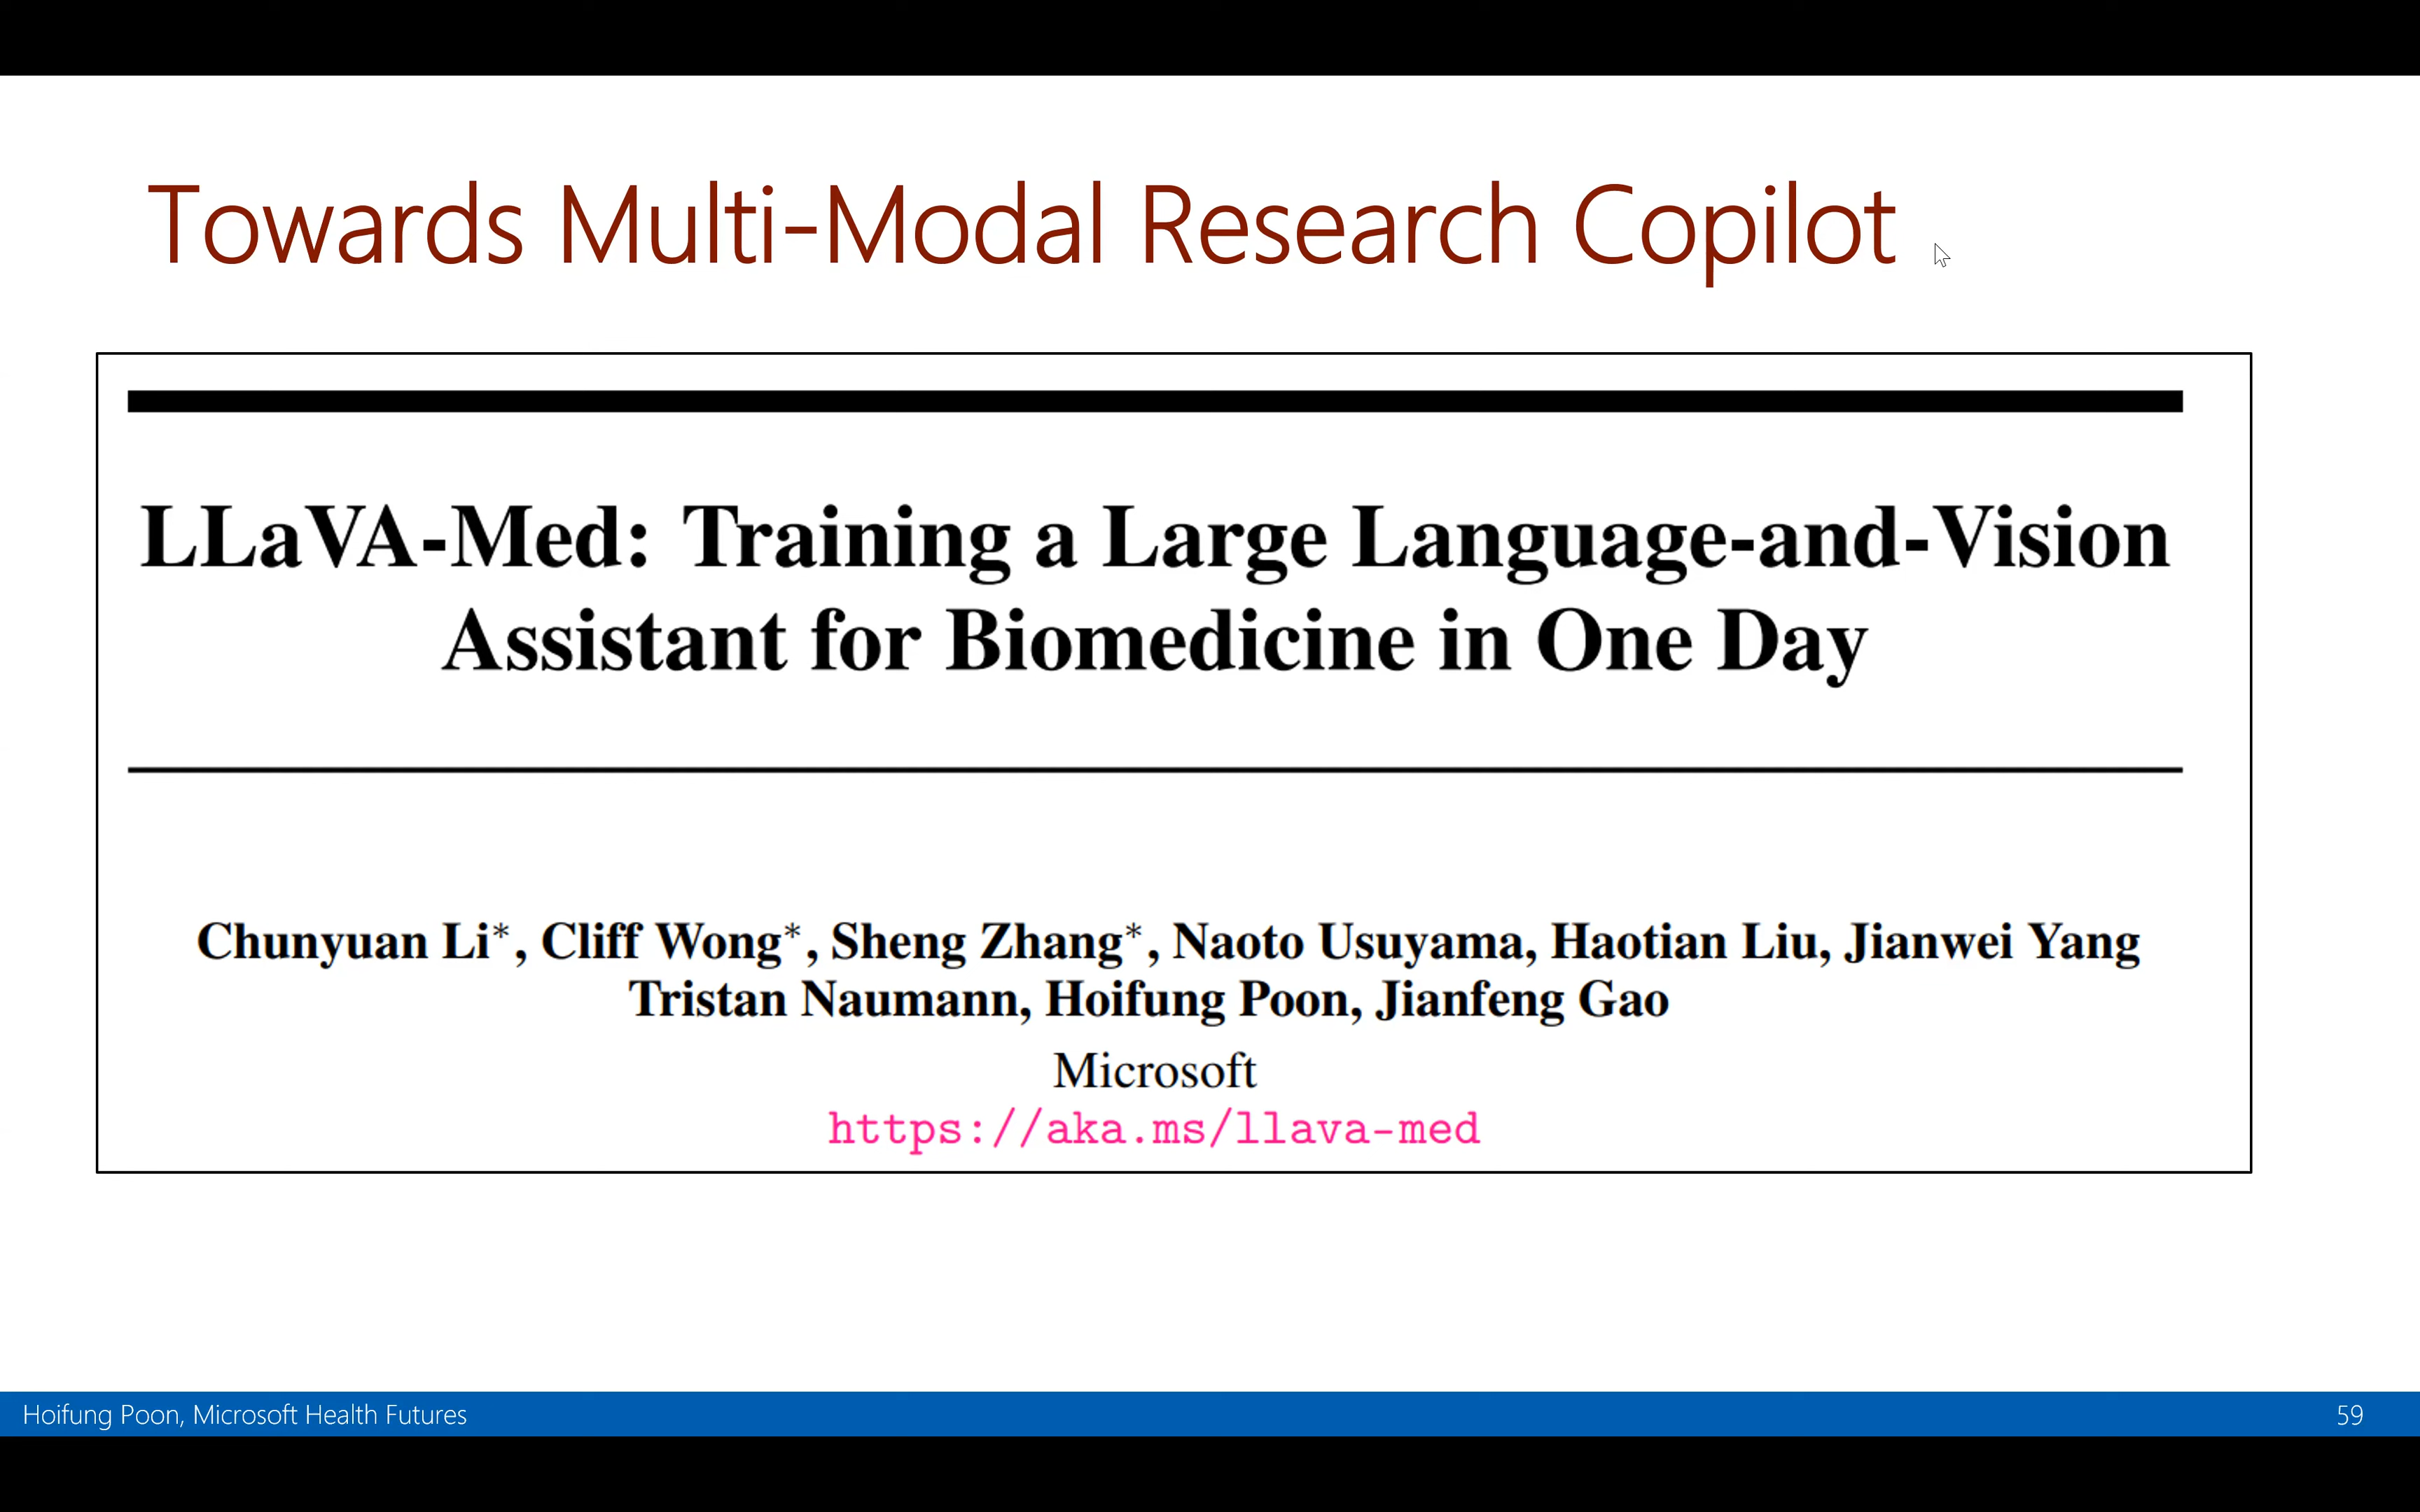 Towards Multi-Modal Research Copilot
LLaVA-Med: Training a Large Language-and-Vision
Assistant for Biomedicine in One Day
Chunyuan Li*, Cliff Wong*, Sheng Zhang*, Naoto Usuyama, Haotian Liu, Jianwei Yang
Tristan Naumann, Hoifung Poon, Jianfeng Gao
Microsoft
https://aka.ms/llava-med
Hoifung Poon, Microsoft Health Futures
59